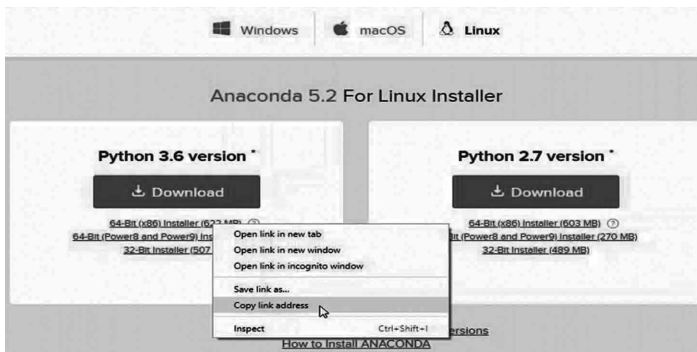 Windows
macOS
Linux
Anaconda 5.2 For Linux Installer
Python 3.6 version *
Download
64-Bit (x86) Installer (622 MB) ?
64-Bit (Power8 and Power9) Ins
32-Bit Installer (507
Python 2.7 version *
Download
64-Bit (x86) Installer (603 MB) ?
Bit (Power8 and Power9) Installer (270 MB)
32-Bit Installer (489 MB)
Open link in new tab
Open link in new window
Open link in incognito window
Save link as...
Copy link address
Inspect Ctrl+Shift+I
ersions
How to Install ANACONDA